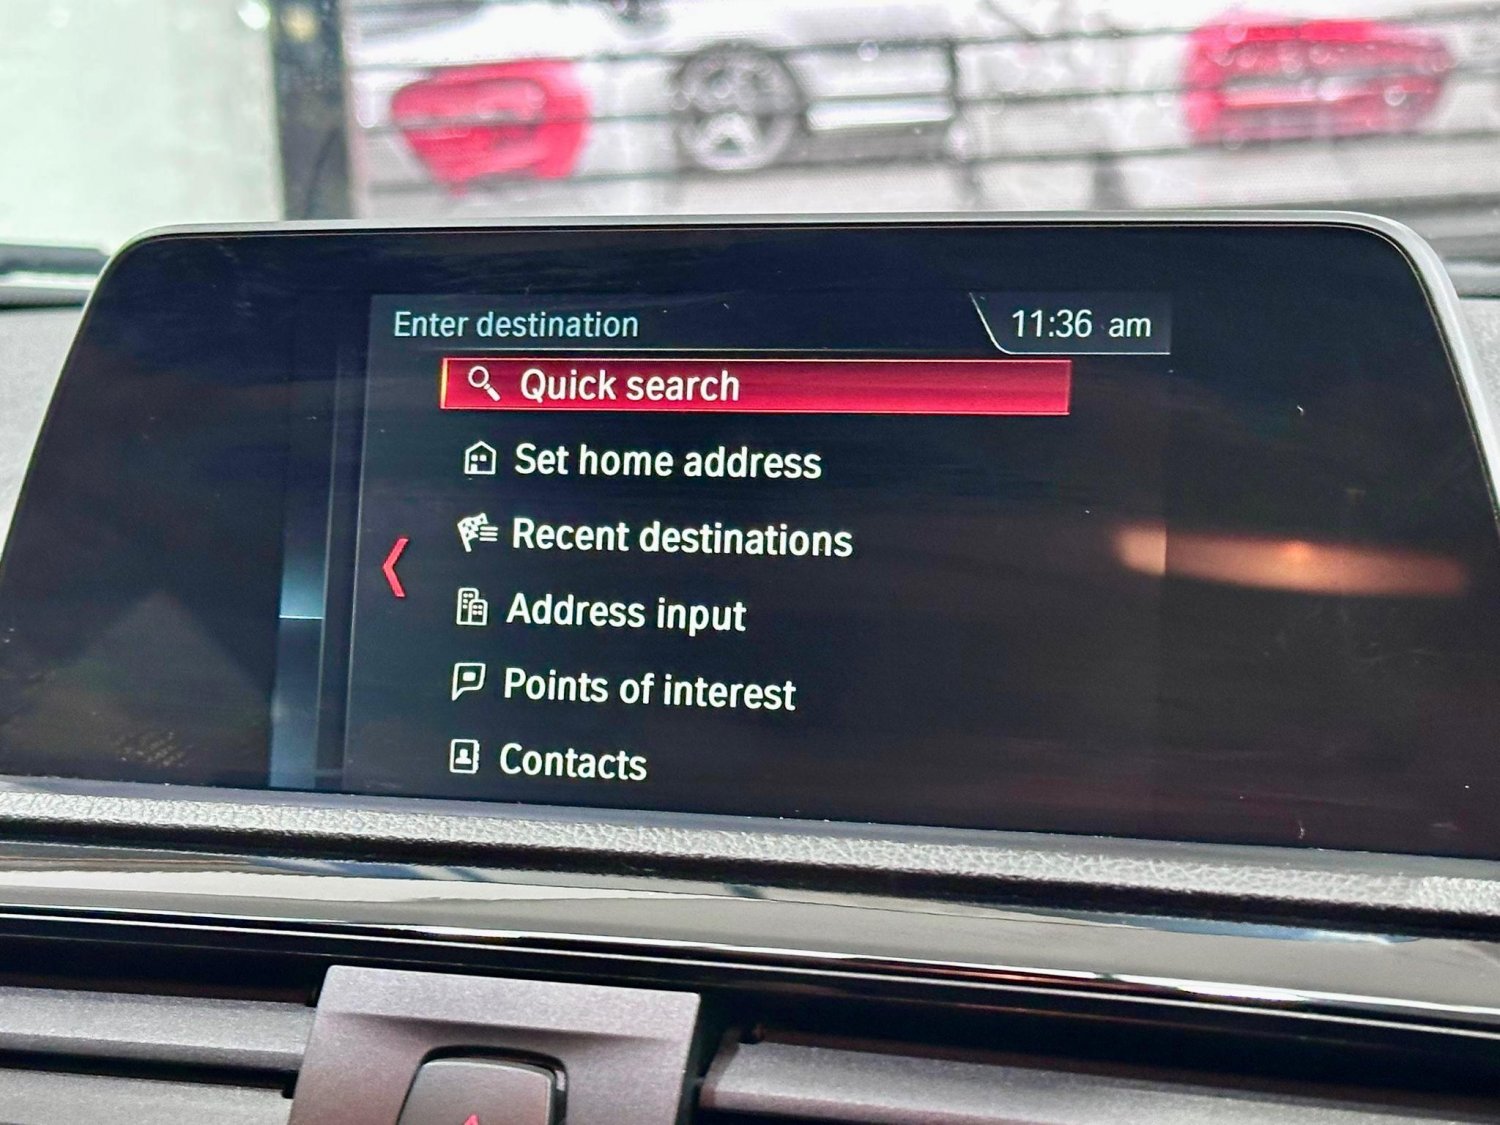 Enter destination
11:36 am
Quick search
Set home address
Recent destinations
Address input
Points of interest
Contacts